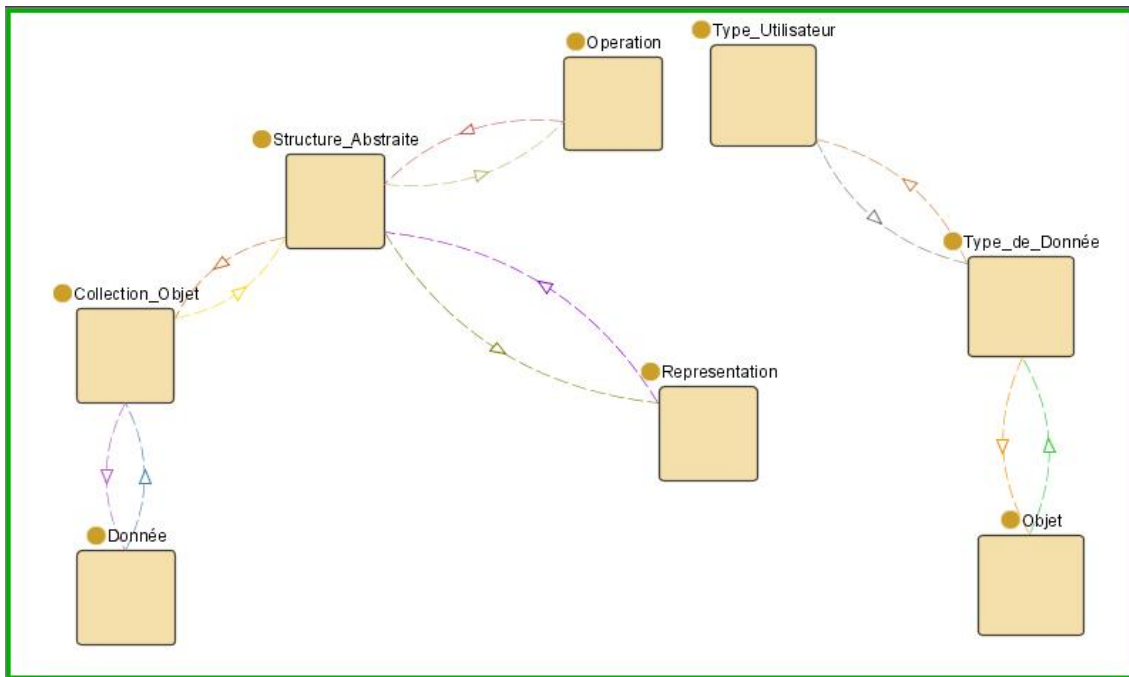 Type_Utilisateur
Operation
Structure_Abstraite
Type_de_Donnée
Collection_Objet
Representation
Objet
Donnée